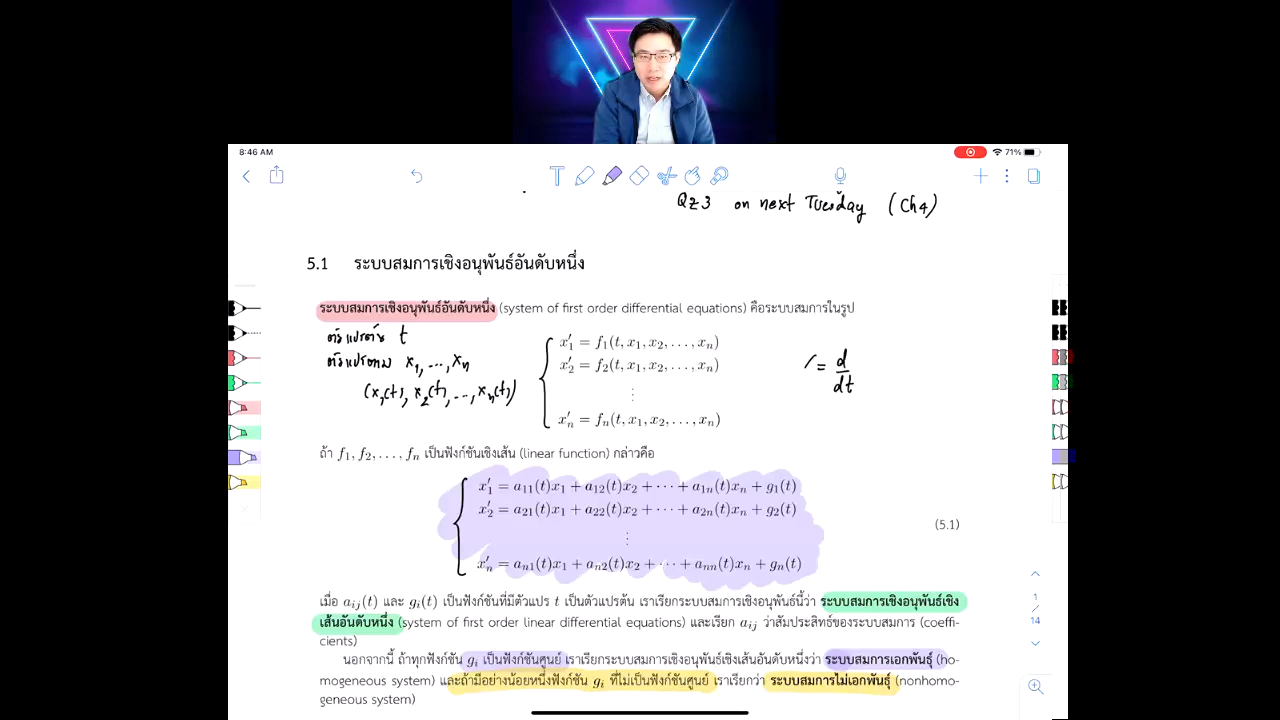 8:46 AM
71%
Qz3 on next Tuesday (Ch4)
5.1 ระบบสมการเชิงอนุพันธ์อันดับหนึ่ง
ระบบสมการเชิงอนุพันธ์อันดับหนึ่ง (system of first order differential equations) คือระบบสมการในรูป
ตัวแปรต้น t
ตัวแปรตาม x₁, ..., xₙ
(x₁(t), x₂(t), ..., xₙ(t))
x′₁ = f₁(t, x₁, x₂, . . . , xₙ)
x′₂ = f₂(t, x₁, x₂, . . . , xₙ)
⋮
x′ₙ = fₙ(t, x₁, x₂, . . . , xₙ)
′ = d/dt
ถ้า f₁, f₂, . . . , fₙ เป็นฟังก์ชันเชิงเส้น (linear function) กล่าวคือ
x′₁ = a₁₁(t)x₁ + a₁₂(t)x₂ + · · · + a₁ₙ(t)xₙ + g₁(t)
x′₂ = a₂₁(t)x₁ + a₂₂(t)x₂ + · · · + a₂ₙ(t)xₙ + g₂(t)
⋮
x′ₙ = aₙ₁(t)x₁ + aₙ₂(t)x₂ + · · · + aₙₙ(t)xₙ + gₙ(t)
(5.1)
เมื่อ aᵢⱼ(t) และ gᵢ(t) เป็นฟังก์ชันที่มีตัวแปร t เป็นตัวแปรต้น เราเรียกระบบสมการเชิงอนุพันธ์นี้ว่า ระบบสมการเชิงอนุพันธ์เชิง
เส้นอันดับหนึ่ง (system of first order linear differential equations) และเรียก aᵢⱼ ว่าสัมประสิทธ์ของระบบสมการ (coeffi-
cients)
นอกจากนี้ ถ้าทุกฟังก์ชัน gᵢ เป็นฟังก์ชันศูนย์ เราเรียกระบบสมการเชิงอนุพันธ์เชิงเส้นอันดับหนึ่งว่า ระบบสมการเอกพันธุ์ (ho-
mogeneous system) และถ้ามีอย่างน้อยหนึ่งฟังก์ชัน gᵢ ที่ไม่เป็นฟังก์ชันศูนย์ เราเรียกว่า ระบบสมการไม่เอกพันธุ์ (nonhomo-
geneous system)
1
/
14